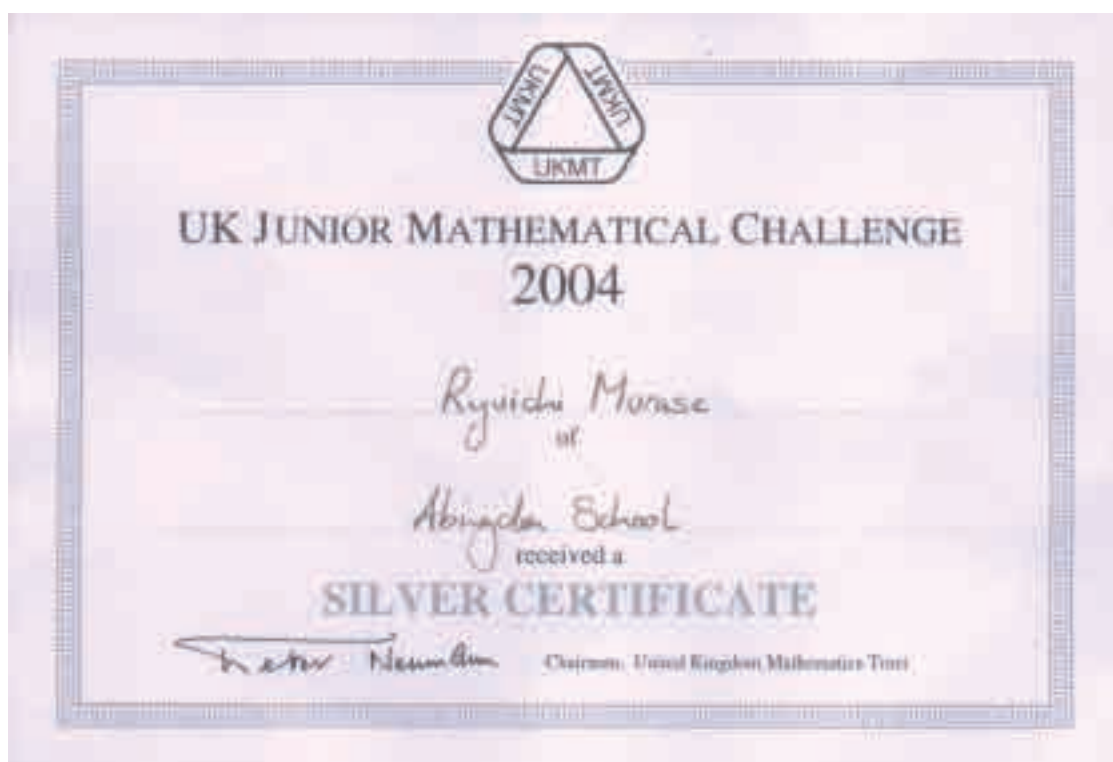 UKMT UKMT
UKMT
UK JUNIOR MATHEMATICAL CHALLENGE
2004
Ryuichi Murase
of
Abingdon School
received a
SILVER CERTIFICATE
Peter Neumann Chairman, United Kingdom Mathematics Trust